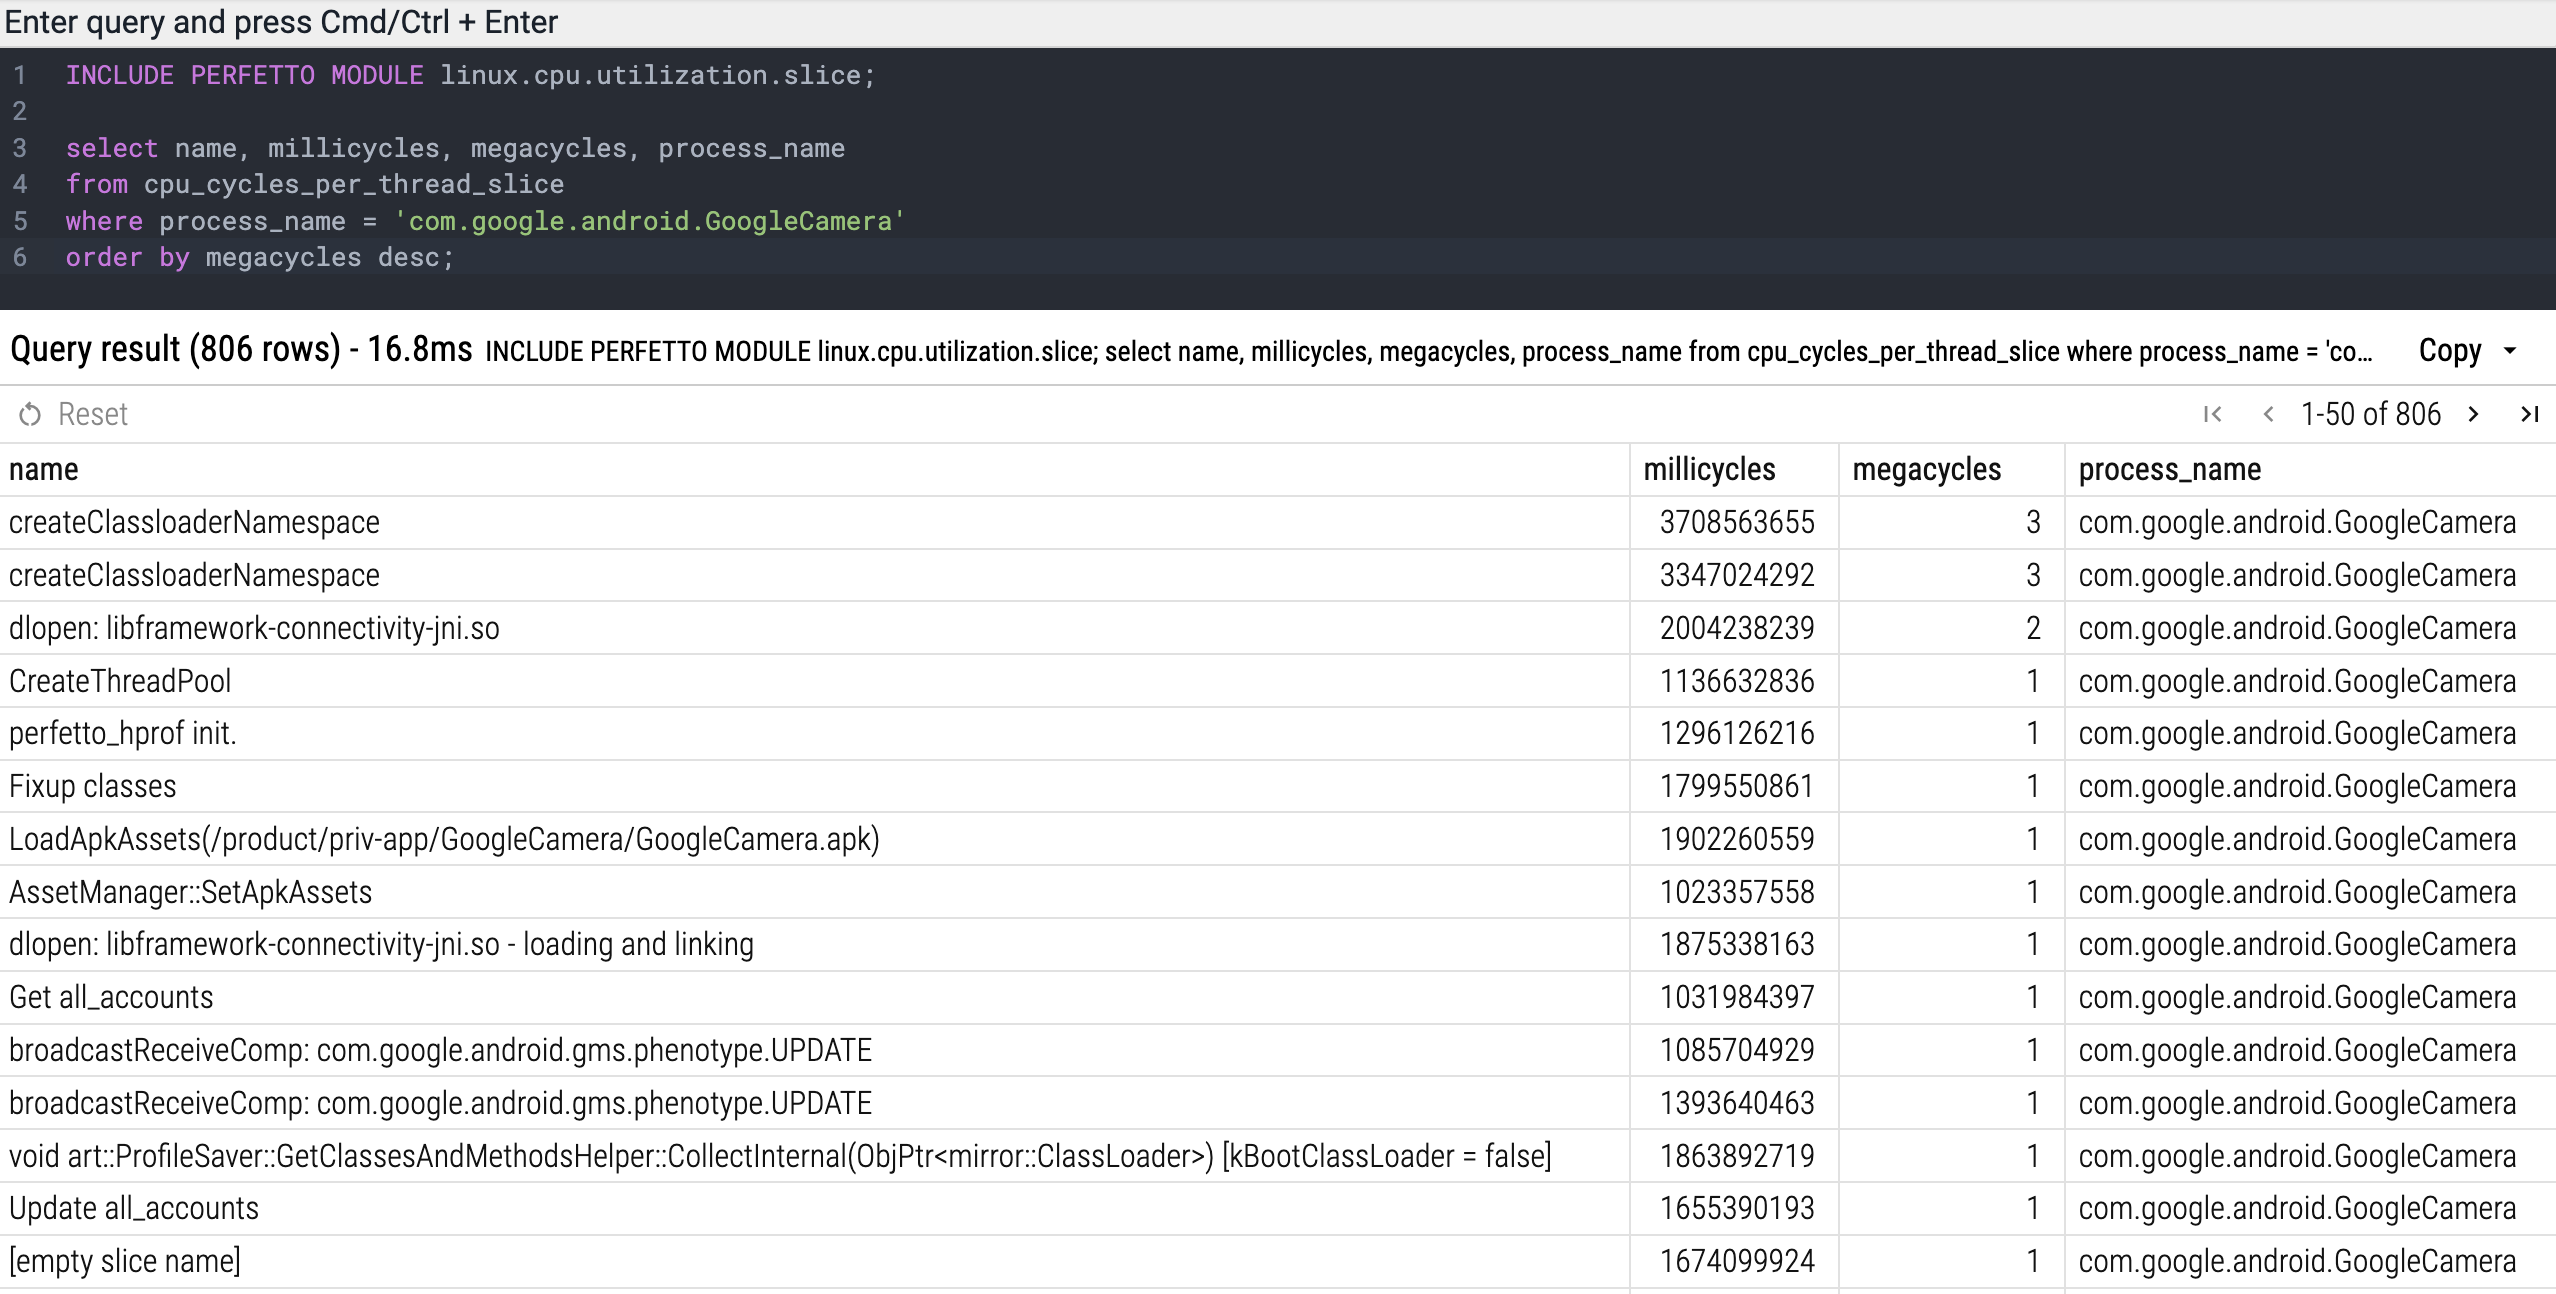 Enter query and press Cmd/Ctrl + Enter
1 INCLUDE PERFETTO MODULE linux.cpu.utilization.slice;
2
3 select name, millicycles, megacycles, process_name
4 from cpu_cycles_per_thread_slice
5 where process_name = 'com.google.android.GoogleCamera'
6 order by megacycles desc;
Query result (806 rows) - 16.8ms INCLUDE PERFETTO MODULE linux.cpu.utilization.slice; select name, millicycles, megacycles, process_name from cpu_cycles_per_thread_slice where process_name = 'co... Copy
Reset 1-50 of 806
name millicycles megacycles process_name
createClassloaderNamespace 3708563655 3 com.google.android.GoogleCamera
createClassloaderNamespace 3347024292 3 com.google.android.GoogleCamera
dlopen: libframework-connectivity-jni.so 2004238239 2 com.google.android.GoogleCamera
CreateThreadPool 1136632836 1 com.google.android.GoogleCamera
perfetto_hprof init. 1296126216 1 com.google.android.GoogleCamera
Fixup classes 1799550861 1 com.google.android.GoogleCamera
LoadApkAssets(/product/priv-app/GoogleCamera/GoogleCamera.apk) 1902260559 1 com.google.android.GoogleCamera
AssetManager::SetApkAssets 1023357558 1 com.google.android.GoogleCamera
dlopen: libframework-connectivity-jni.so - loading and linking 1875338163 1 com.google.android.GoogleCamera
Get all_accounts 1031984397 1 com.google.android.GoogleCamera
broadcastReceiveComp: com.google.android.gms.phenotype.UPDATE 1085704929 1 com.google.android.GoogleCamera
broadcastReceiveComp: com.google.android.gms.phenotype.UPDATE 1393640463 1 com.google.android.GoogleCamera
void art::ProfileSaver::GetClassesAndMethodsHelper::CollectInternal(ObjPtr<mirror::ClassLoader>) [kBootClassLoader = false] 1863892719 1 com.google.android.GoogleCamera
Update all_accounts 1655390193 1 com.google.android.GoogleCamera
[empty slice name] 1674099924 1 com.google.android.GoogleCamera